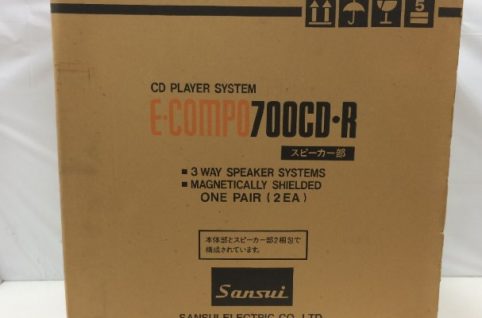 5
CD PLAYER SYSTEM
E·COMPO700CD·R
スピーカー部
■ 3 WAY SPEAKER SYSTEMS
■ MAGNETICALLY SHIELDED
ONE PAIR (2EA)
本体部とスピーカー部2梱包で
構成されています。
Sansui
SANSUI ELECTRIC CO.,LTD.